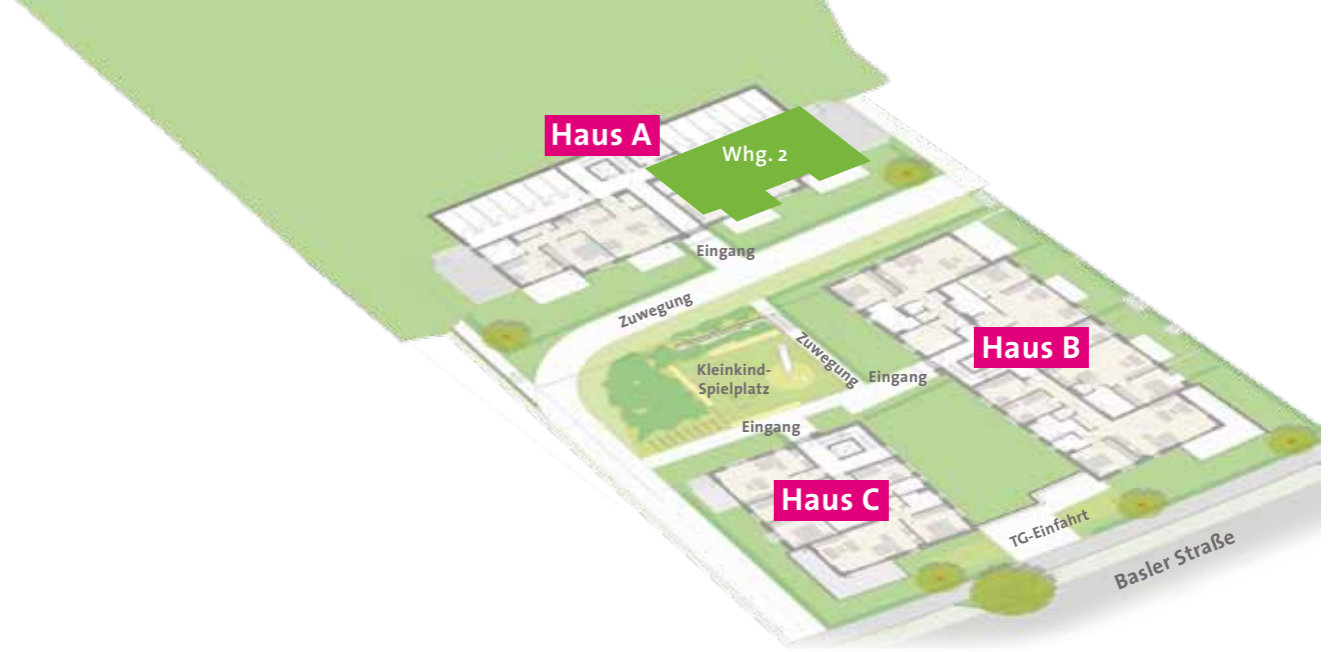 Haus A
Whg. 2
Eingang
Zuwegung
Zuwegung
Haus B
Kleinkind-
Spielplatz
Eingang
Eingang
Haus C
TG-Einfahrt
Basler Straße